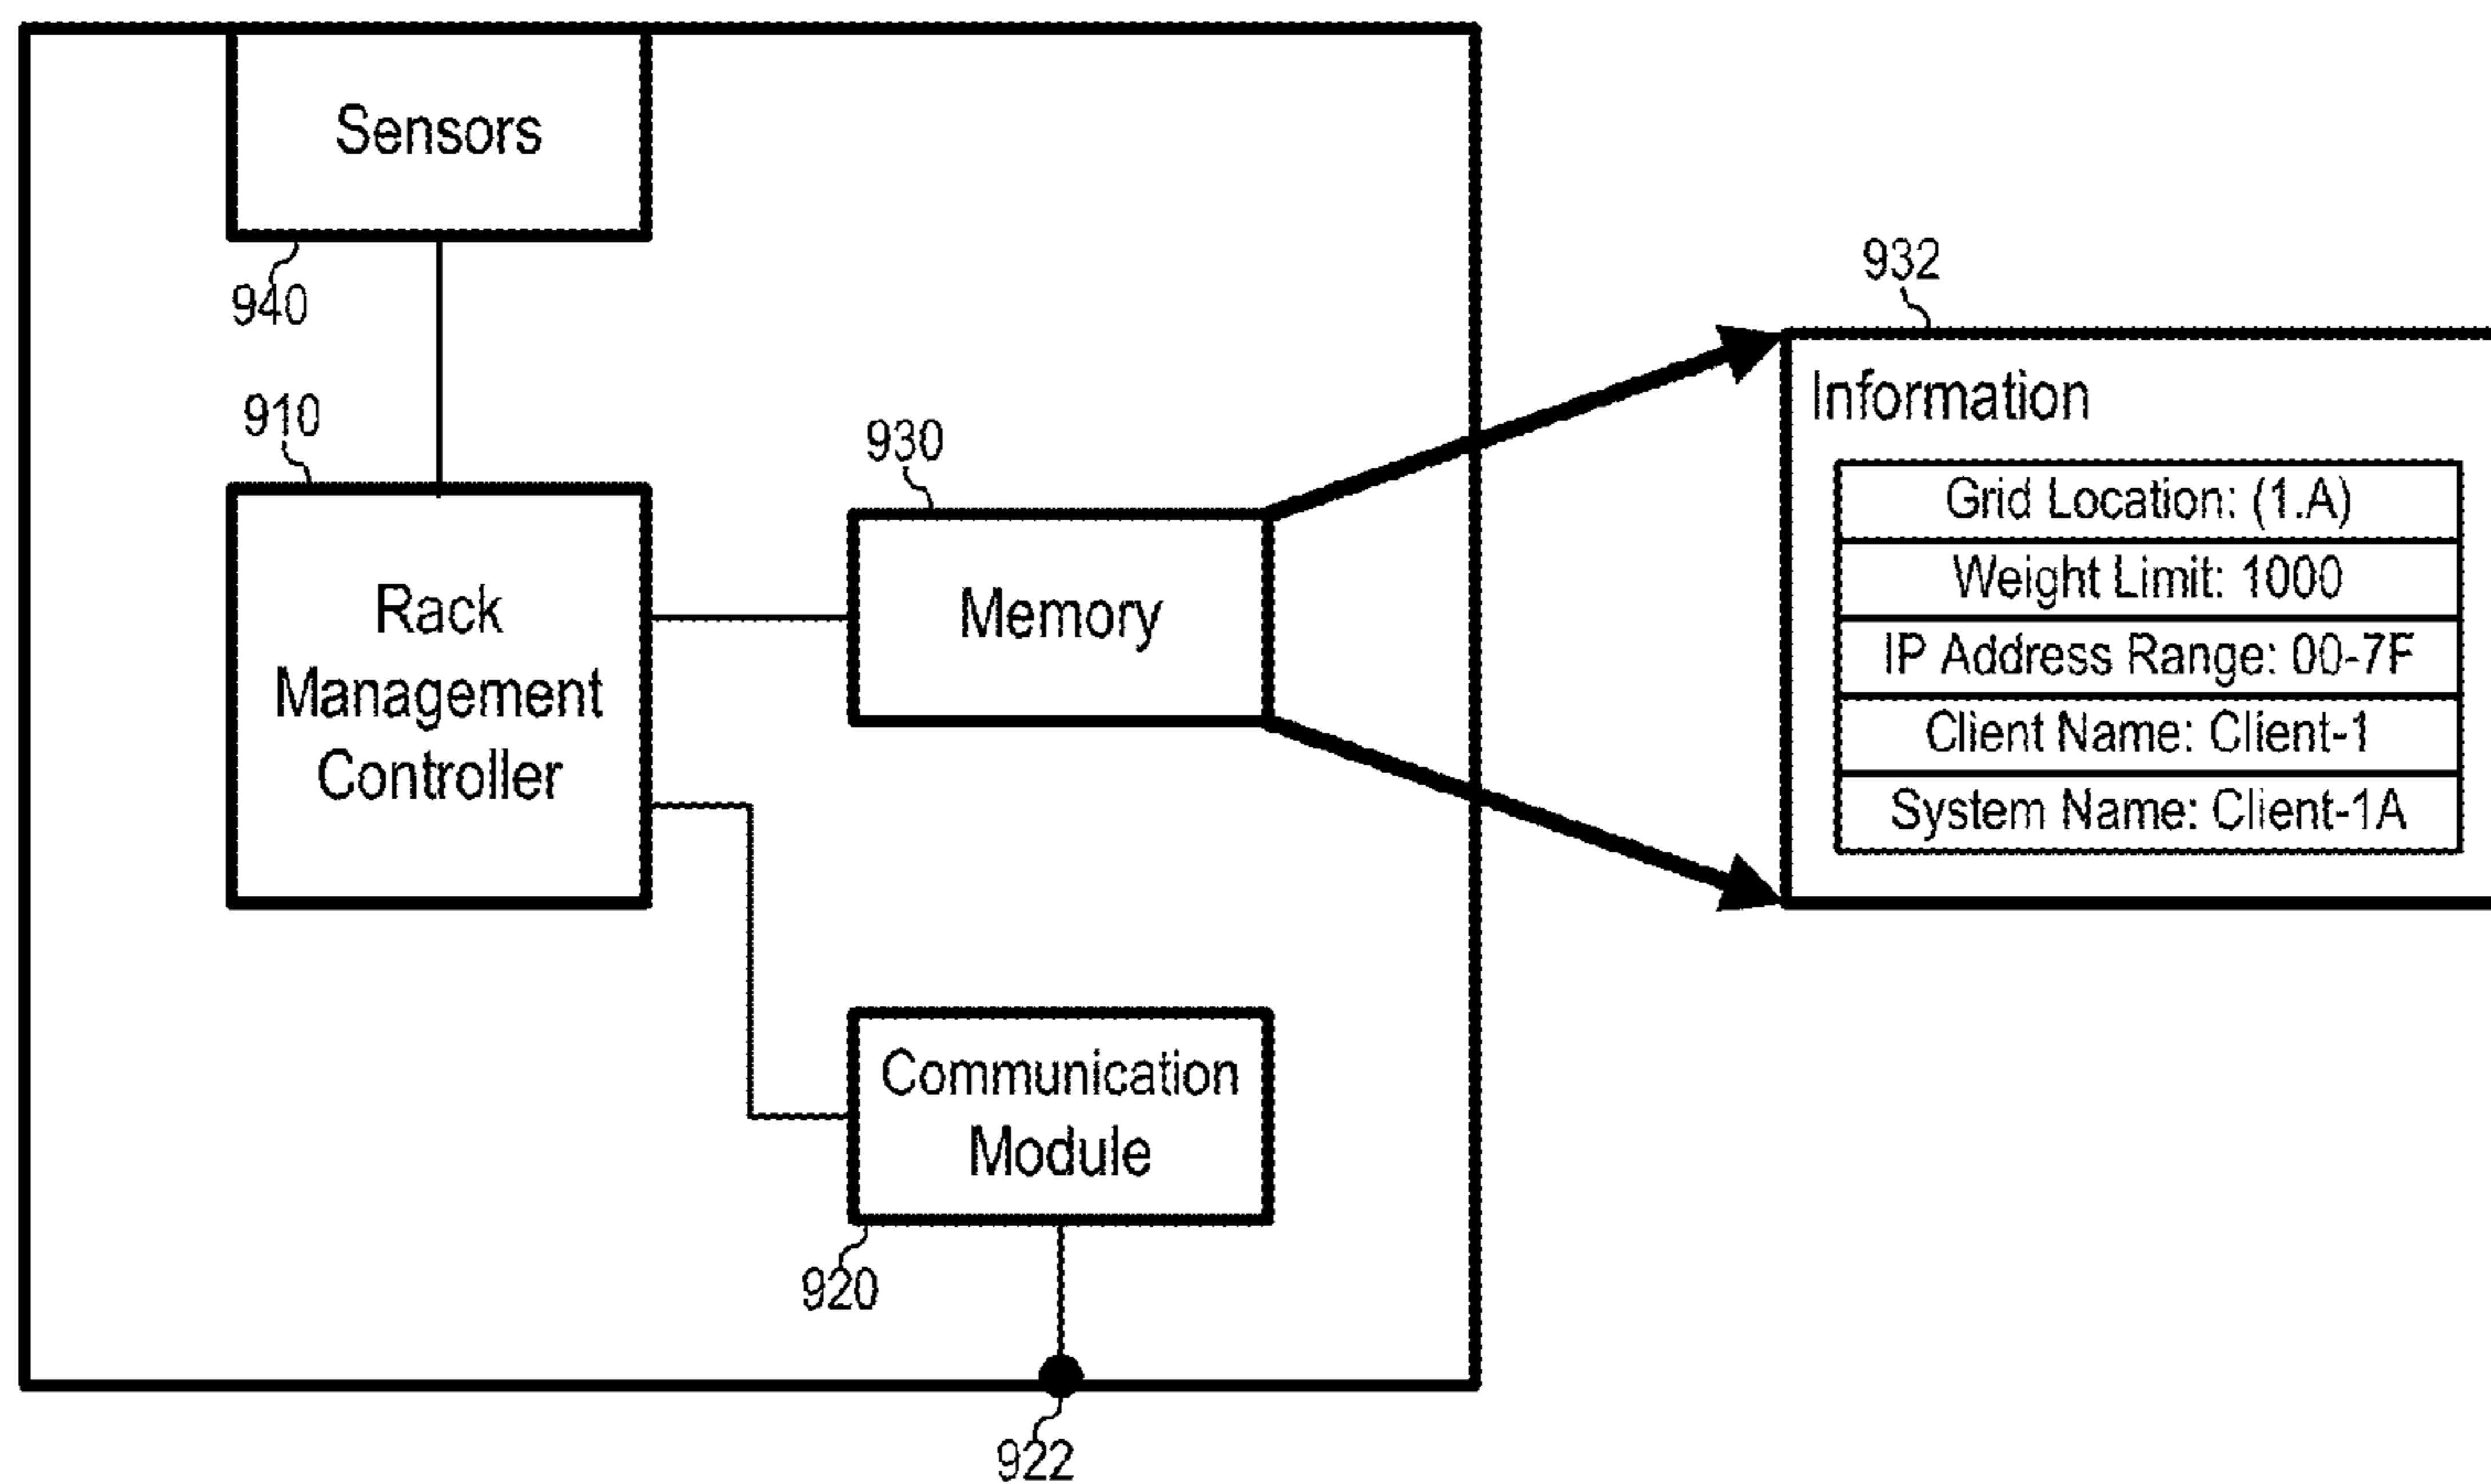 Sensors
940
932
Information
910
930
Grid Location: (1.A)
Weight Limit: 1000
Rack
Management
Controller
Memory
IP Address Range: 00-7F
Client Name: Client-1
System Name: Client-1A
Communication
Module
920
922